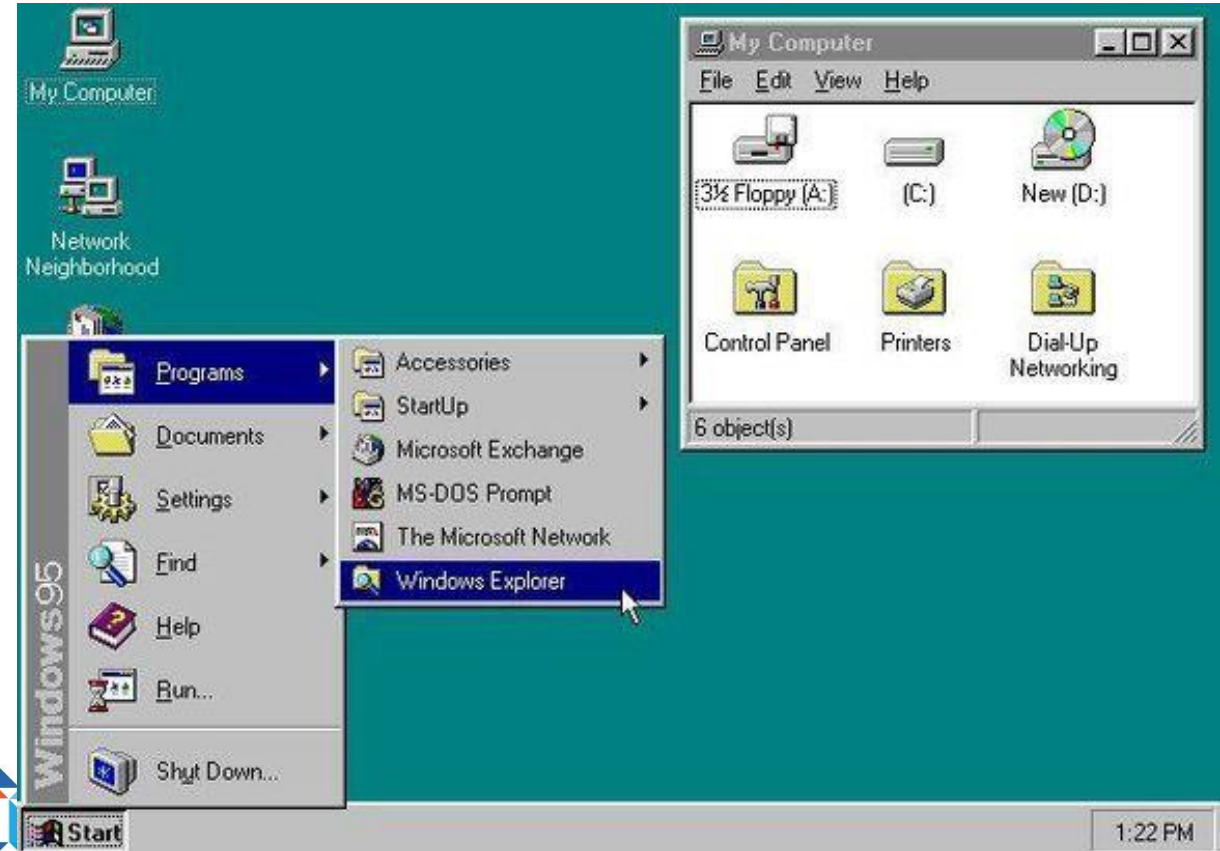 My Computer
Network
Neighborhood
My Computer
File Edit View Help
3½ Floppy (A:)
(C:)
New (D:)
Control Panel
Printers
Dial-Up
Networking
6 object(s)
Windows95
Programs
Documents
Settings
Find
Help
Run...
Shut Down...
Accessories
StartUp
Microsoft Exchange
MS-DOS Prompt
The Microsoft Network
Windows Explorer
Start
1:22 PM